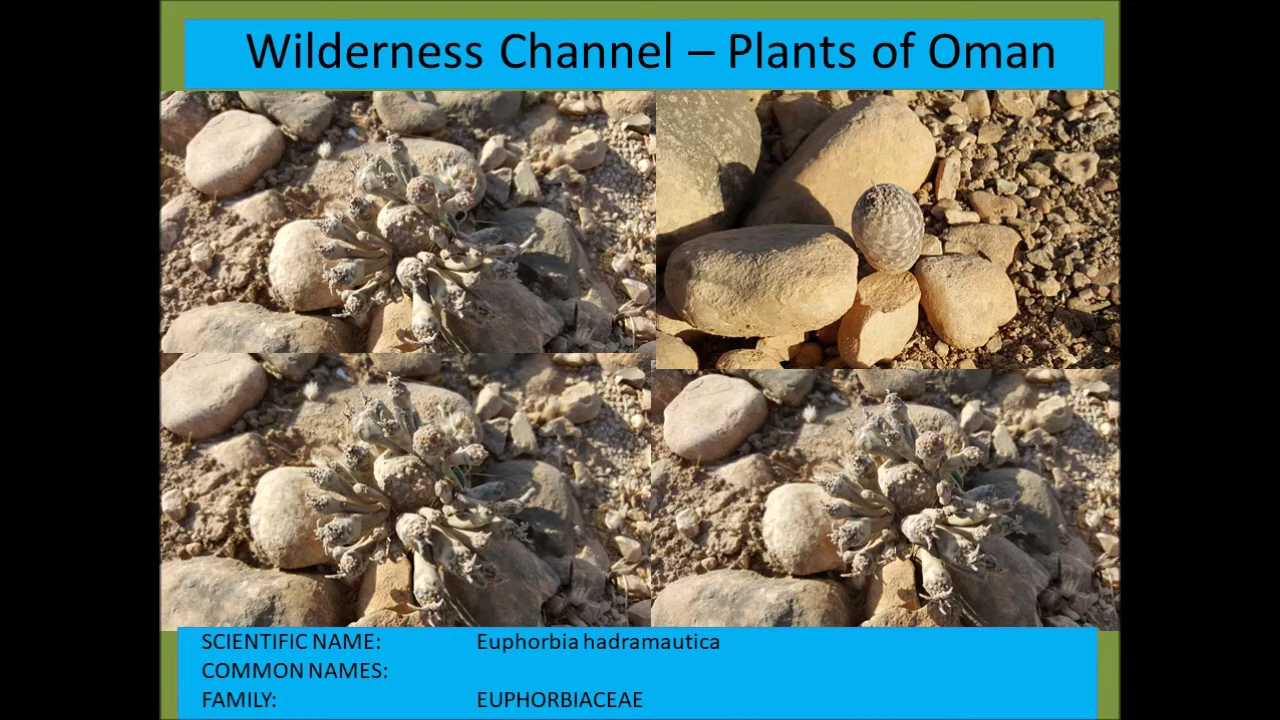 Wilderness Channel – Plants of Oman
SCIENTIFIC NAME: Euphorbia hadramautica
COMMON NAMES:
FAMILY: EUPHORBIACEAE